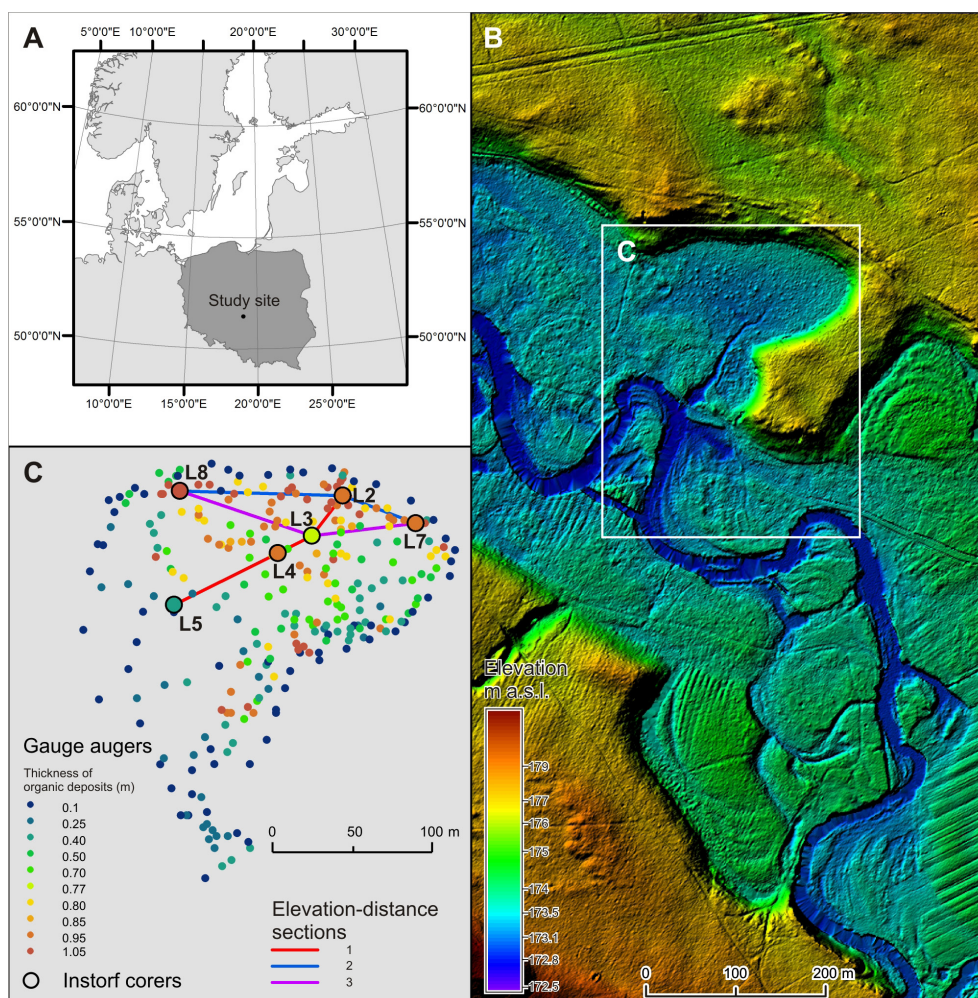 A
5°0'0"E 10°0'0"E 20°0'0"E 30°0'0"E
60°0'0"N 60°0'0"N
55°0'0"N 55°0'0"N
Study site
50°0'0"N 50°0'0"N
10°0'0"E 15°0'0"E 20°0'0"E 25°0'0"E
B
C
Elevation
m a.s.l.
179
177
176
175
174
173.5
173.1
172.8
172.5
0 100 200 m
C
L8
L2
L3
L7
L4
L5
Gauge augers
Thickness of
organic deposits (m)
0.1
0.25
0.40
0.50
0.70
0.77
0.80
0.85
0.95
1.05
Instorf corers
0 50 100 m
Elevation-distance
sections
1
2
3